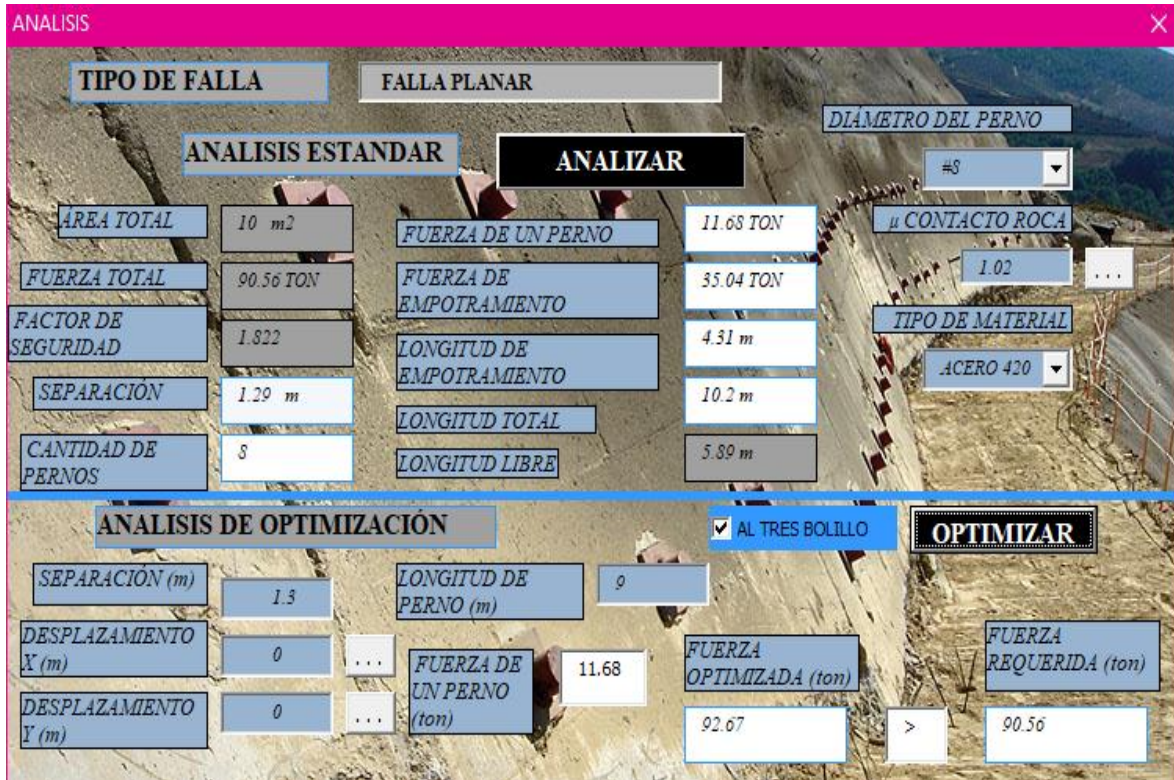 ANALISIS
TIPO DE FALLA
FALLA PLANAR
DIÁMETRO DEL PERNO
#8
ANALISIS ESTANDAR
ANALIZAR
ÁREA TOTAL
10 m2
FUERZA DE UN PERNO
11.68 TON
µ CONTACTO ROCA
1.02
...
FUERZA TOTAL
90.56 TON
FUERZA DE
EMPOTRAMIENTO
35.04 TON
FACTOR DE
SEGURIDAD
1.822
LONGITUD DE
EMPOTRAMIENTO
4.31 m
TIPO DE MATERIAL
ACERO 420
SEPARACIÓN
1.29 m
LONGITUD TOTAL
10.2 m
CANTIDAD DE
PERNOS
8
LONGITUD LIBRE
5.89 m
ANALISIS DE OPTIMIZACIÓN
AL TRES BOLILLO
OPTIMIZAR
SEPARACIÓN (m)
1.3
LONGITUD DE
PERNO (m)
9
DESPLAZAMIENTO
X (m)
0
...
FUERZA DE
UN PERNO
(ton)
11.68
FUERZA
OPTIMIZADA (ton)
FUERZA
REQUERIDA (ton)
DESPLAZAMIENTO
Y (m)
0
...
92.67
>
90.56